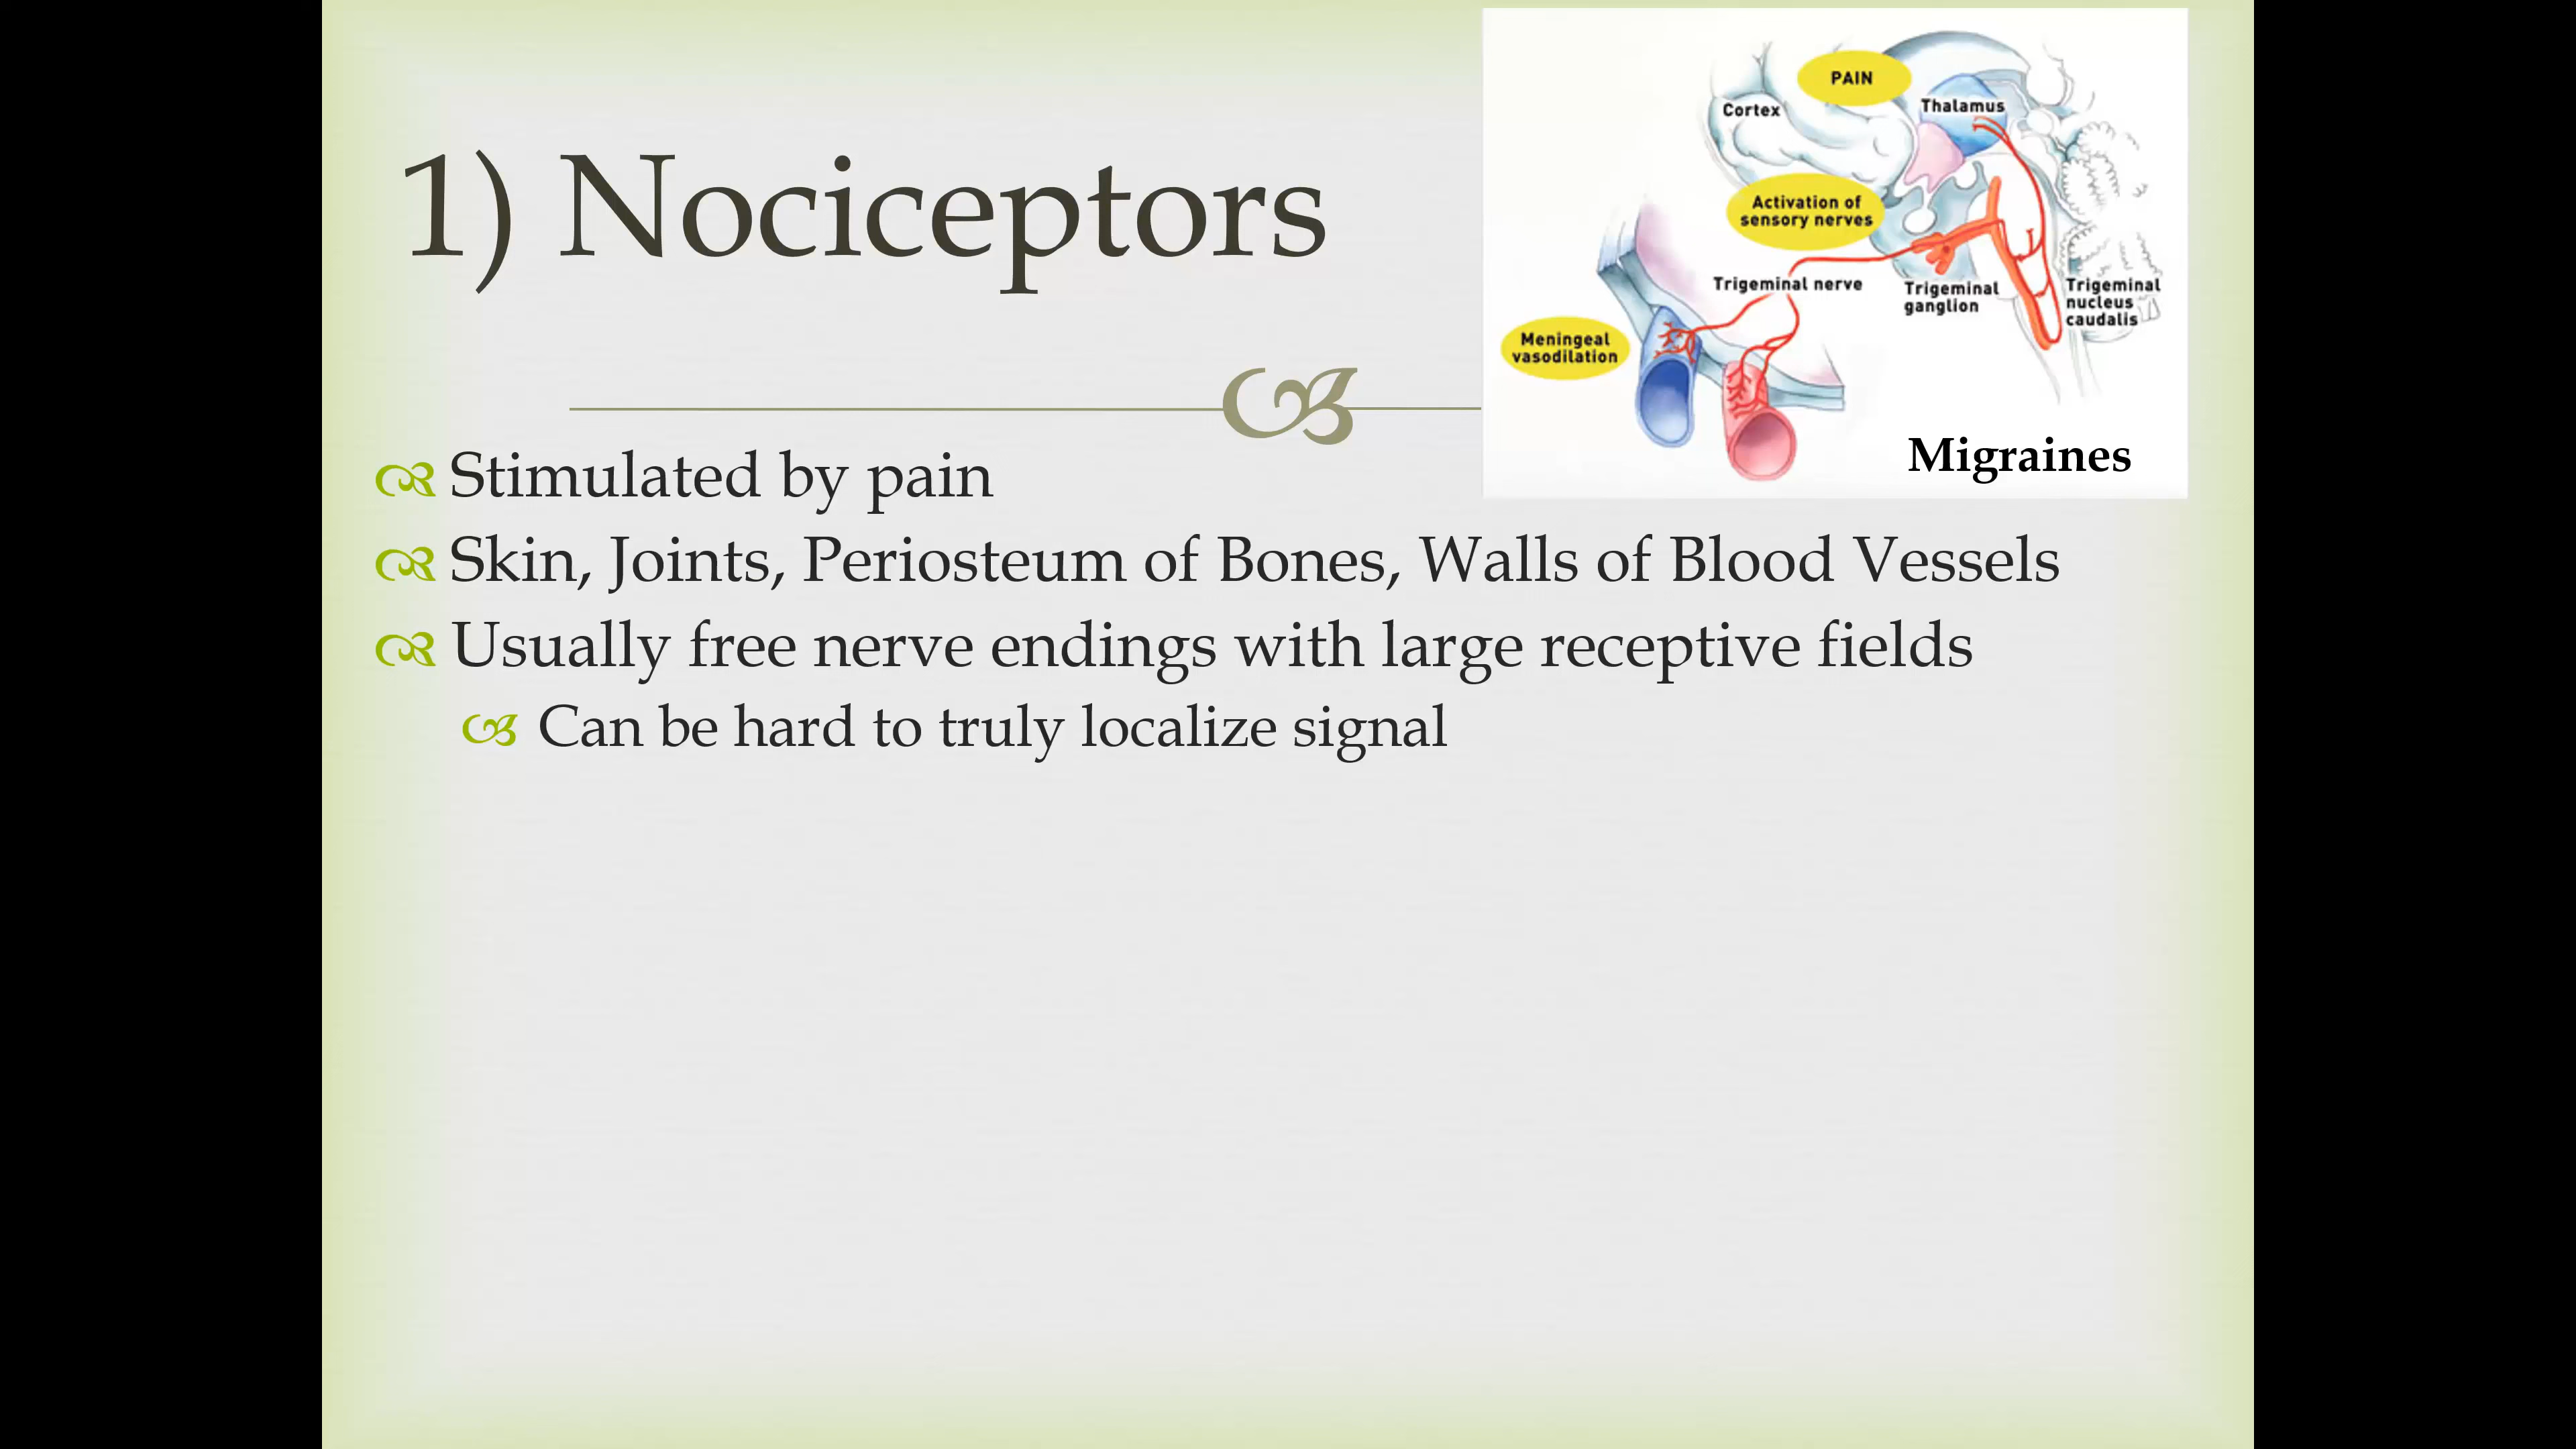 1) Nociceptors
PAIN
Cortex
Thalamus
Activation of
sensory nerves
Trigeminal nerve
Trigeminal
ganglion
Trigeminal
nucleus
caudalis
Meningeal
vasodilation
Migraines
Stimulated by pain
Skin, Joints, Periosteum of Bones, Walls of Blood Vessels
Usually free nerve endings with large receptive fields
Can be hard to truly localize signal